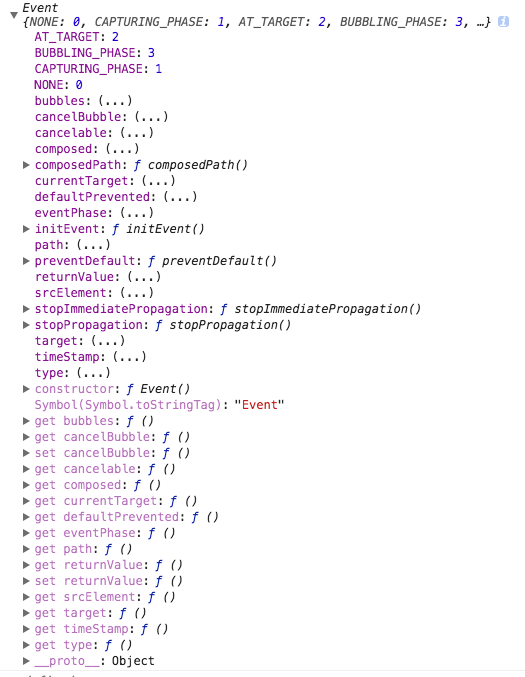 Event
{NONE: 0, CAPTURING_PHASE: 1, AT_TARGET: 2, BUBBLING_PHASE: 3, …} i
AT_TARGET: 2
BUBBLING_PHASE: 3
CAPTURING_PHASE: 1
NONE: 0
bubbles: (...)
cancelBubble: (...)
cancelable: (...)
composed: (...)
composedPath: ƒ composedPath()
currentTarget: (...)
defaultPrevented: (...)
eventPhase: (...)
initEvent: ƒ initEvent()
path: (...)
preventDefault: ƒ preventDefault()
returnValue: (...)
srcElement: (...)
stopImmediatePropagation: ƒ stopImmediatePropagation()
stopPropagation: ƒ stopPropagation()
target: (...)
timeStamp: (...)
type: (...)
constructor: ƒ Event()
Symbol(Symbol.toStringTag): "Event"
get bubbles: ƒ ()
get cancelBubble: ƒ ()
set cancelBubble: ƒ ()
get cancelable: ƒ ()
get composed: ƒ ()
get currentTarget: ƒ ()
get defaultPrevented: ƒ ()
get eventPhase: ƒ ()
get path: ƒ ()
get returnValue: ƒ ()
set returnValue: ƒ ()
get srcElement: ƒ ()
get target: ƒ ()
get timeStamp: ƒ ()
get type: ƒ ()
__proto__: Object